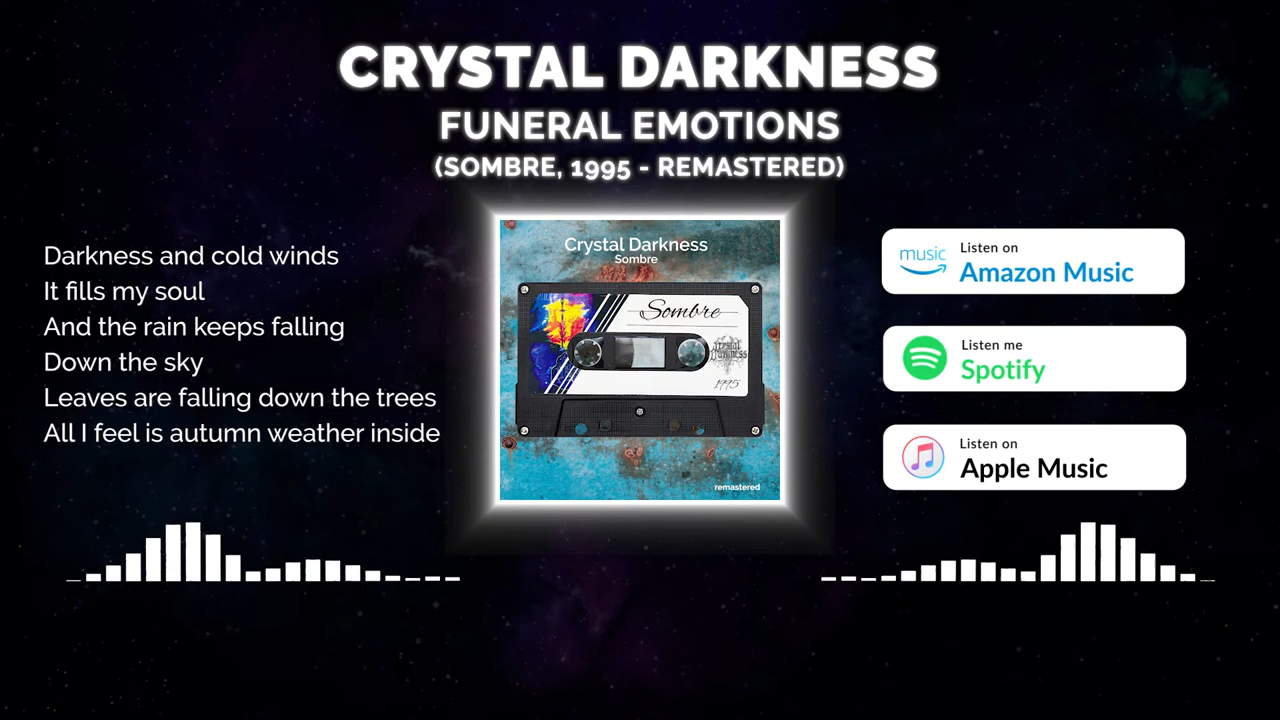 CRYSTAL DARKNESS
FUNERAL EMOTIONS
(SOMBRE, 1995 - REMASTERED)
Darkness and cold winds
It fills my soul
And the rain keeps falling
Down the sky
Leaves are falling down the trees
All I feel is autumn weather inside
Crystal Darkness
Sombre
Sombre
crystal
Darkness
1995
remastered
music
Listen on
Amazon Music
Listen me
Spotify
Listen on
Apple Music